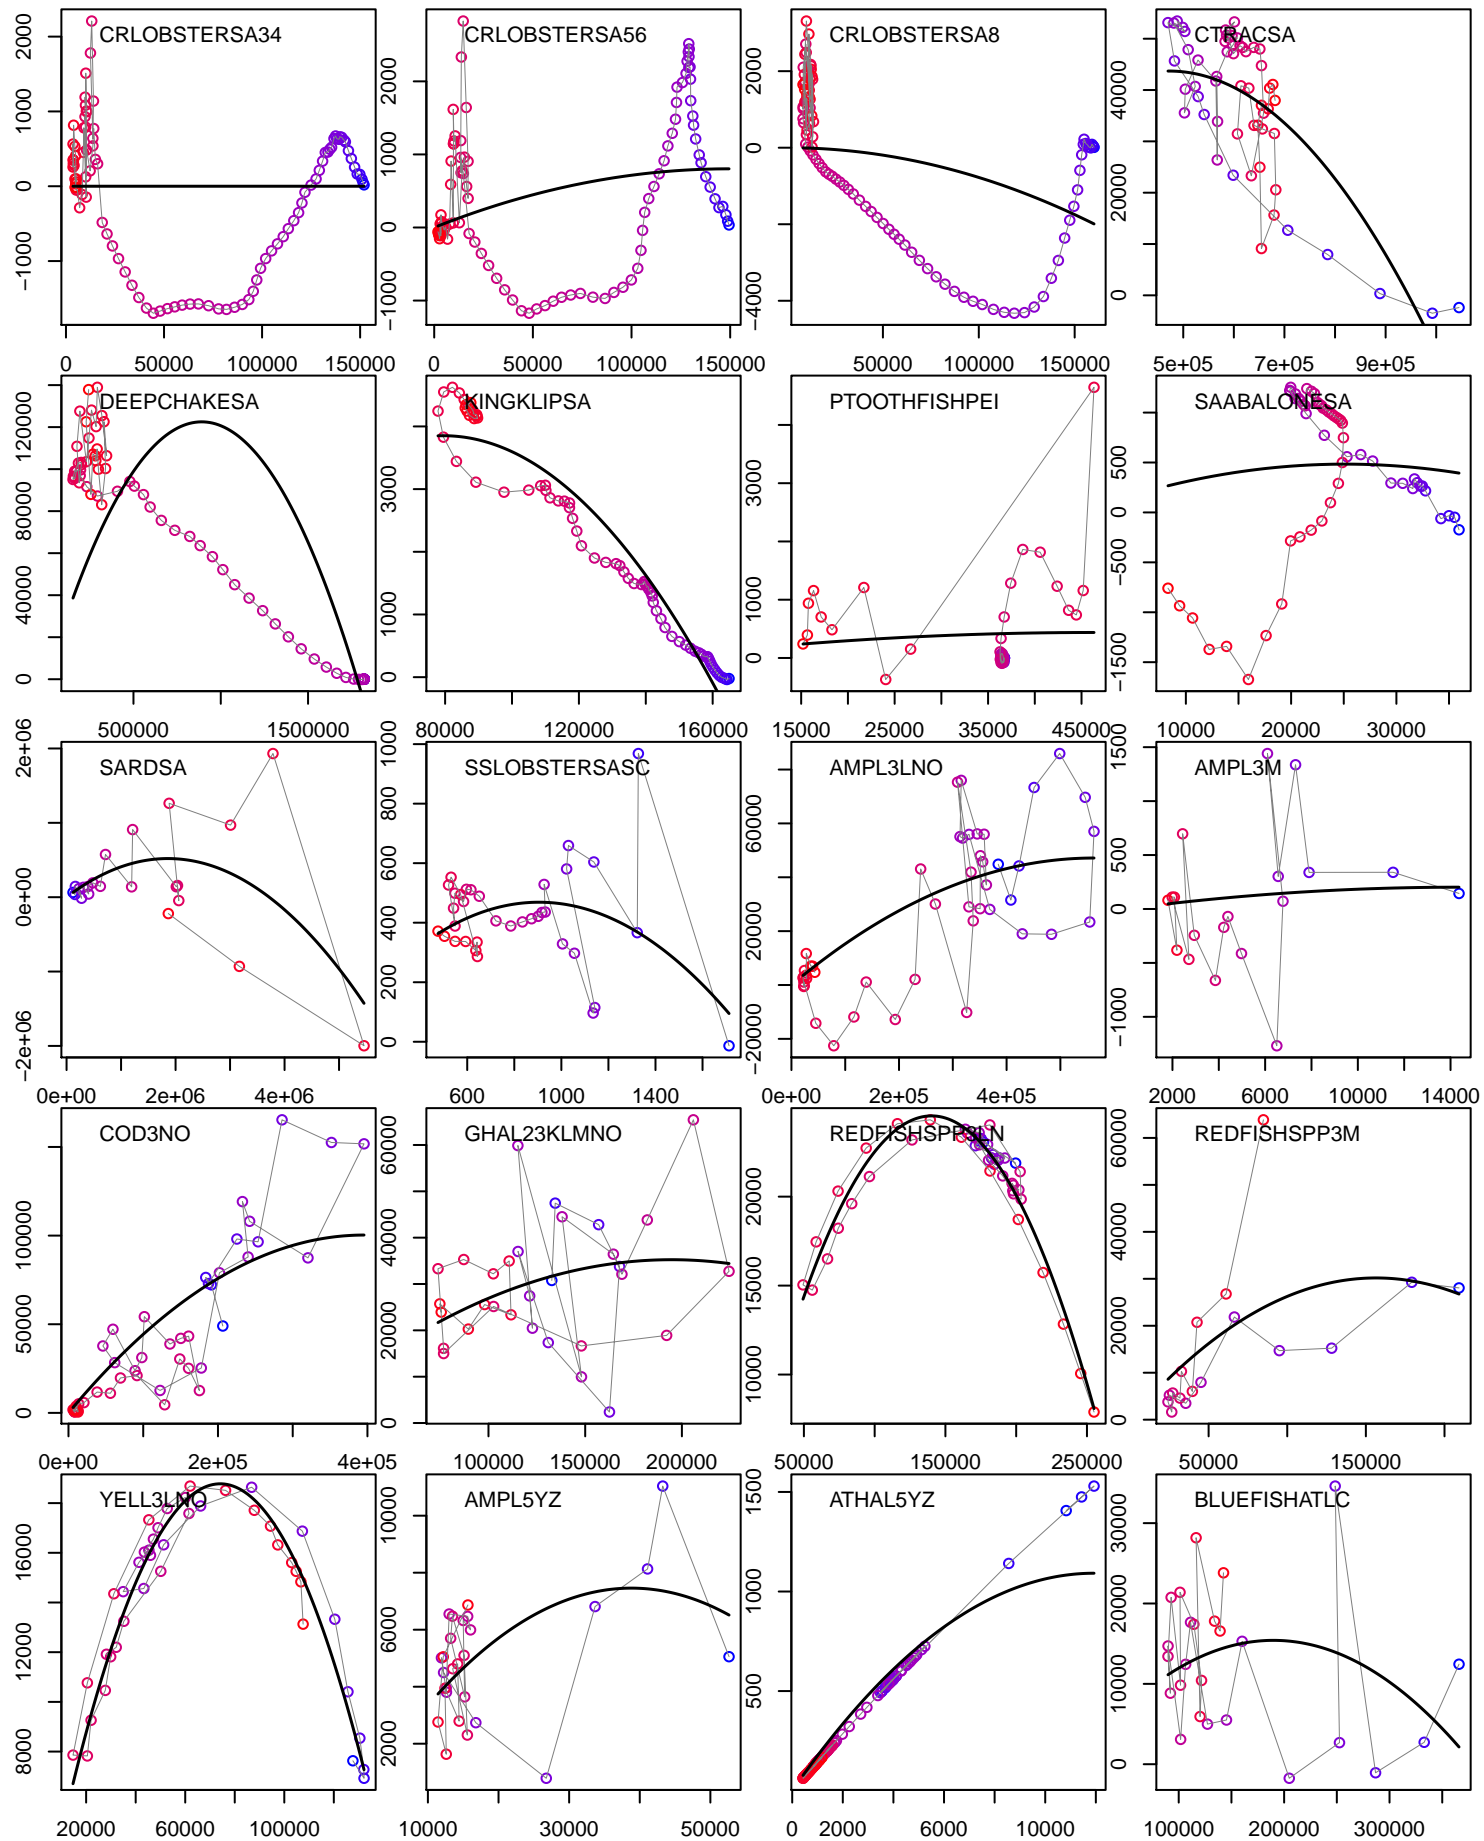 CRLOBSTERSA34
CRLOBSTERSA56
CRLOBSTERSA8
CTRACSA
−1000 0 1000 2000
−1000 0 1000 2000
−4000 0 2000
0 20000 40000
0 50000 100000 150000
0 50000 100000 150000
50000 100000 150000
5e+05 7e+05 9e+05
DEEPCHAKESA
KINGKLIPSA
PTOOTHFISHPEI
SAABALONESA
0 40000 80000 120000
0 1000 3000
0 1000 3000
−1500 −500 0 500
500000 1500000
80000 120000 160000
15000 25000 35000 45000
10000 20000 30000
SARDSA
SSLOBSTERSASC
AMPL3LNO
AMPL3M
−2e+06 0e+00 2e+06
0 200 400 600 800 1000
−20000 20000 60000
−1000 0 500 1500
0e+00 2e+06 4e+06
600 1000 1400
0e+00 2e+05 4e+05
2000 6000 10000 14000
COD3NO
GHAL23KLMNO
REDFISHSPP3LN
REDFISHSPP3M
0 50000 100000
0 20000 40000 60000
10000 15000 20000
0 20000 40000 60000
0e+00 2e+05 4e+05
100000 150000 200000
50000 150000 250000
50000 150000
YELL3LNO
AMPL5YZ
ATHAL5YZ
BLUEFISHATLC
8000 12000 16000
2000 6000 10000
500 1000 1500
0 10000 20000 30000
20000 60000 100000
10000 30000 50000
0 2000 6000 10000
100000 200000 300000